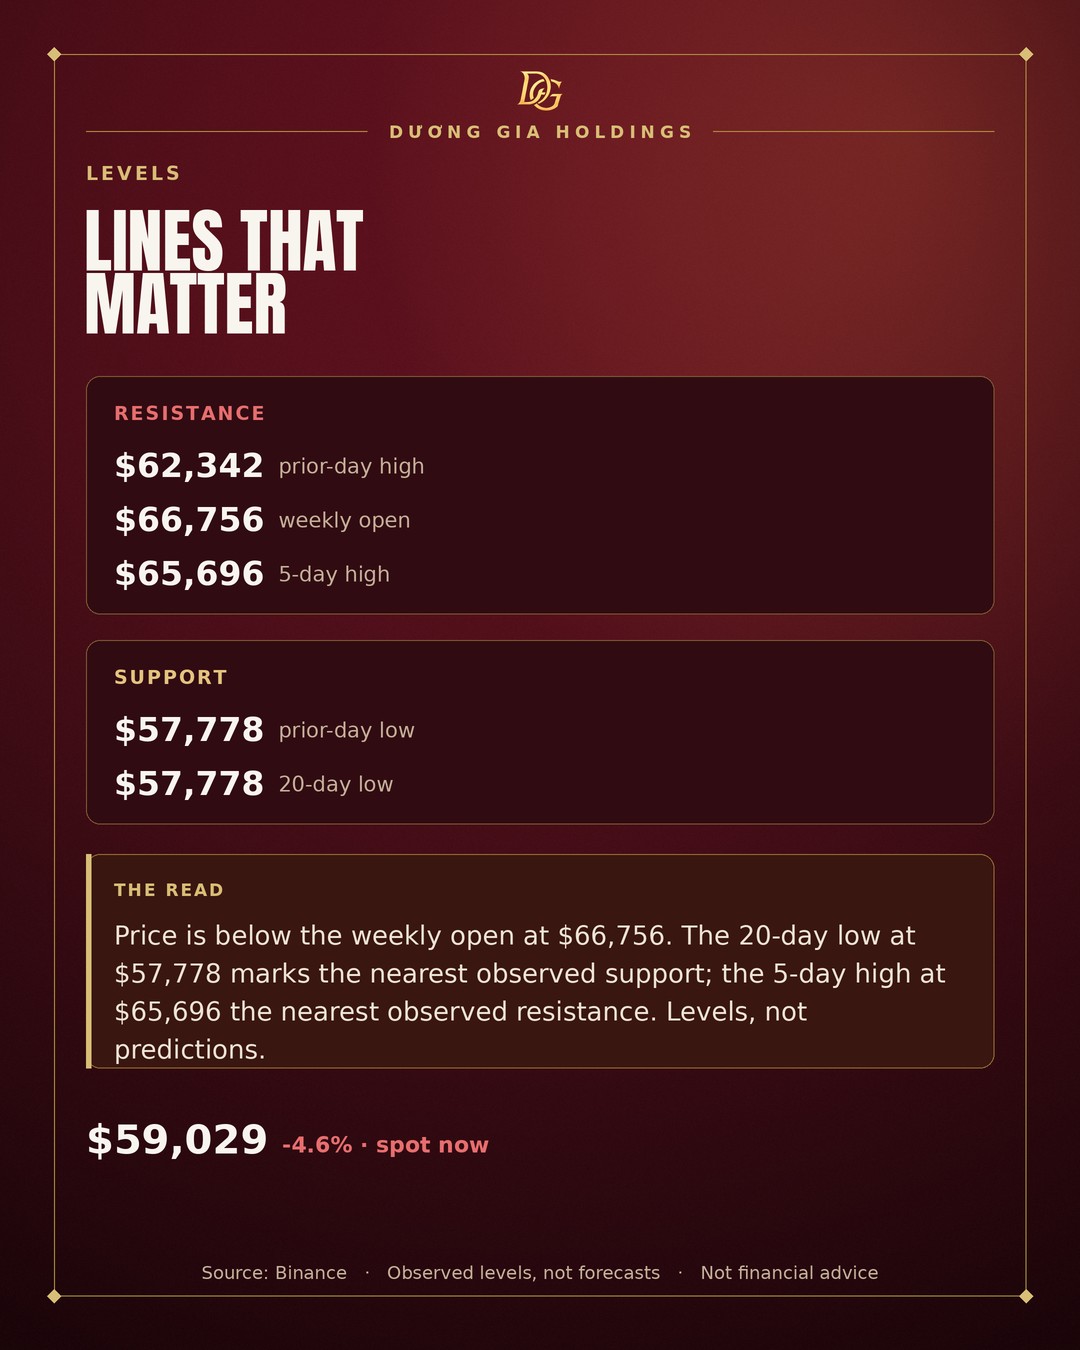 DG
DƯƠNG GIA HOLDINGS
LEVELS
LINES THAT
MATTER
RESISTANCE
$62,342 prior-day high
$66,756 weekly open
$65,696 5-day high
SUPPORT
$57,778 prior-day low
$57,778 20-day low
THE READ
Price is below the weekly open at $66,756. The 20-day low at
$57,778 marks the nearest observed support; the 5-day high at
$65,696 the nearest observed resistance. Levels, not
predictions.
$59,029 -4.6% · spot now
Source: Binance · Observed levels, not forecasts · Not financial advice